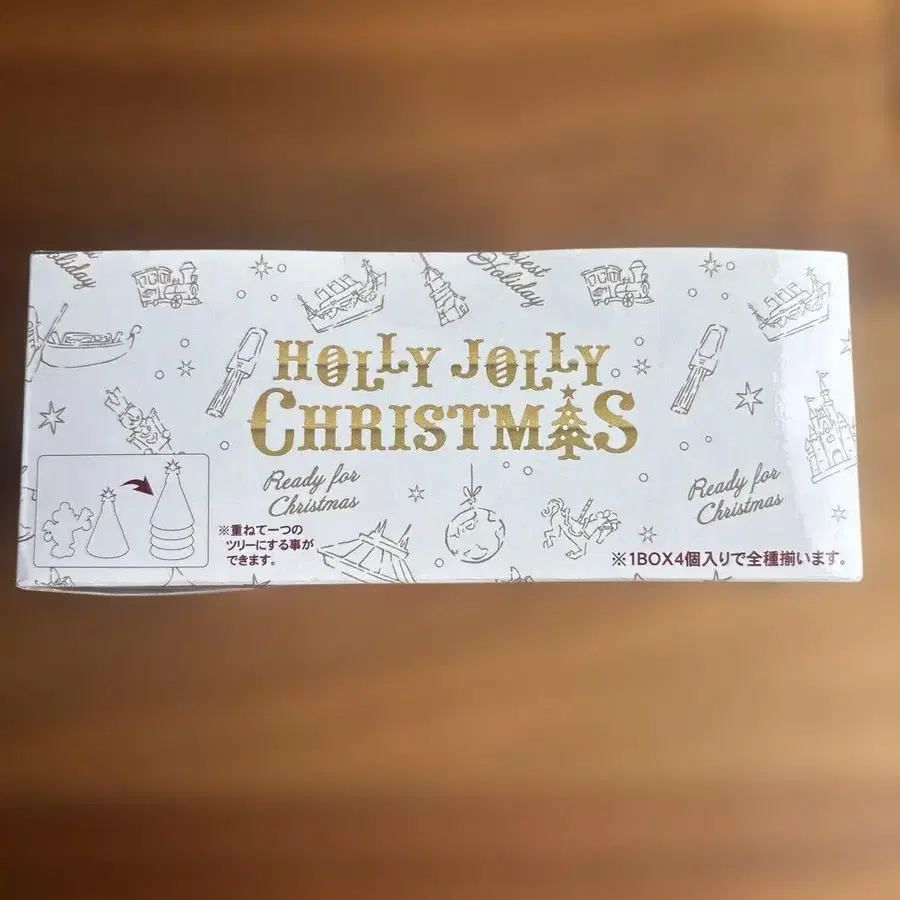 Holiday
Holiday
HOLLY JOLLY
CHRISTMAS
Ready for
Christmas
Ready for
Christmas
※重ねて一つの
ツリーにする事が
できます。
※1BOX4個入りで全種揃います。